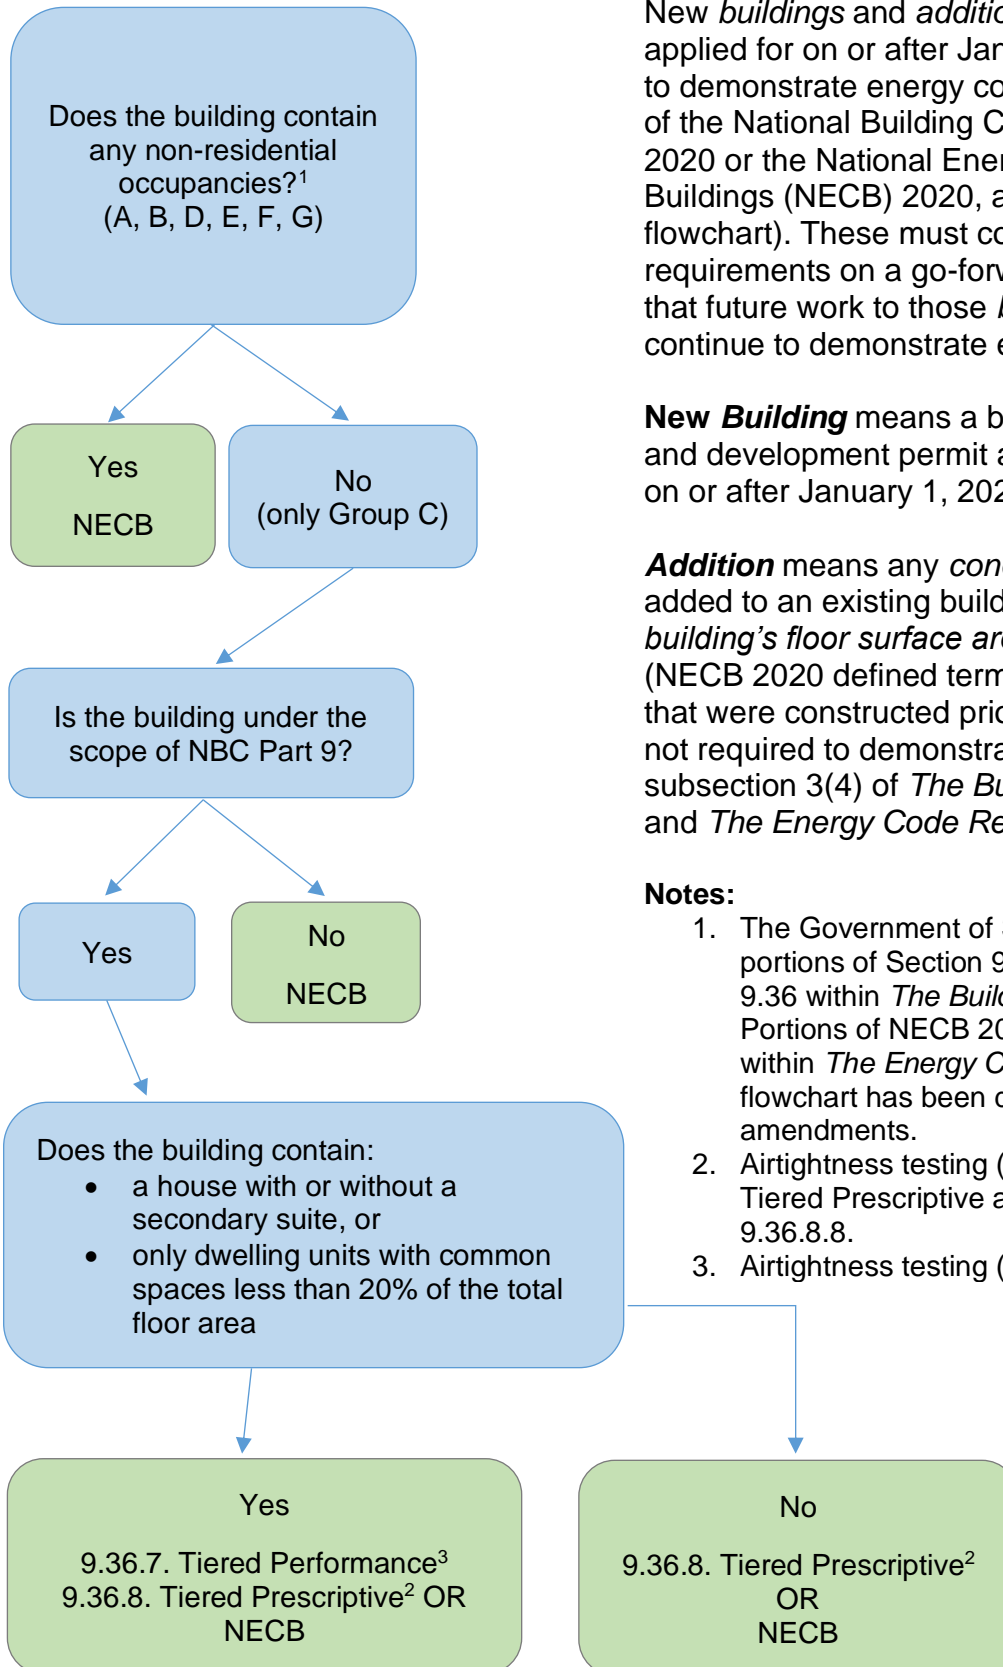 Does the building contain
any non-residential
occupancies?1
(A, B, D, E, F, G)
Yes
NECB
No
(only Group C)
Is the building under the
scope of NBC Part 9?
Yes
No
NECB
Does the building contain:
• a house with or without a
secondary suite, or
• only dwelling units with common
spaces less than 20% of the total
floor area
Yes
9.36.7. Tiered Performance3
9.36.8. Tiered Prescriptive2 OR
NECB
No
9.36.8. Tiered Prescriptive2
OR
NECB
New buildings and
applied for on or after
to demonstrate energy
of the National Building
2020 or the National
Buildings (NECB) 2020,
flowchart). These must
requirements on a
that future work to those
continue to demonstrate
New Building means a
and development permit
on or after January 1,
Addition means any
added to an existing
building's floor surface
(NECB 2020 defined
that were constructed
not required to
subsection 3(4) of The
and The Energy Code
Notes:
1. The Government of
portions of Section
9.36 within The
Portions of NECB
within The Energy
flowchart has been
amendments.
2. Airtightness testing (
Tiered Prescriptive
9.36.8.8.
3. Airtightness testing (